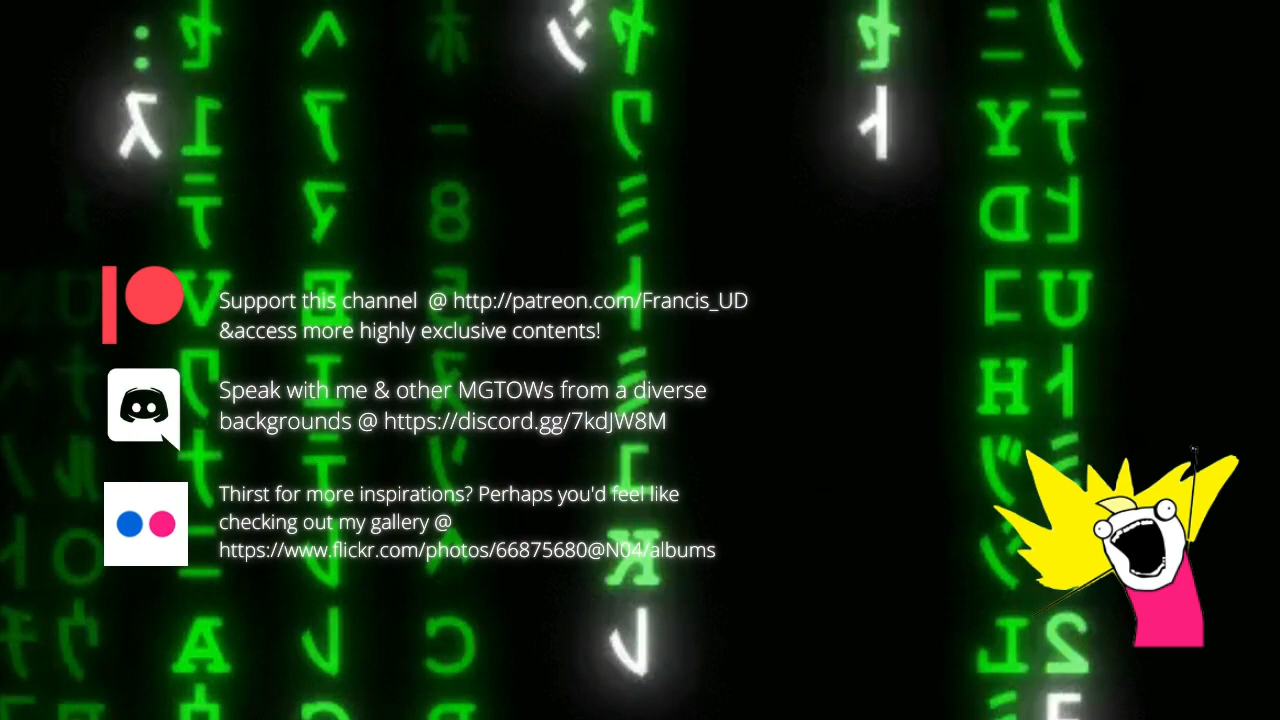 Support this channel  @ http://patreon.com/Francis_UD
&access more highly exclusive contents!
Speak with me & other MGTOWs from a diverse
backgrounds @ https://discord.gg/7kdJW8M
Thirst for more inspirations? Perhaps you'd feel like
checking out my gallery @
https://www.flickr.com/photos/66875680@N04/albums